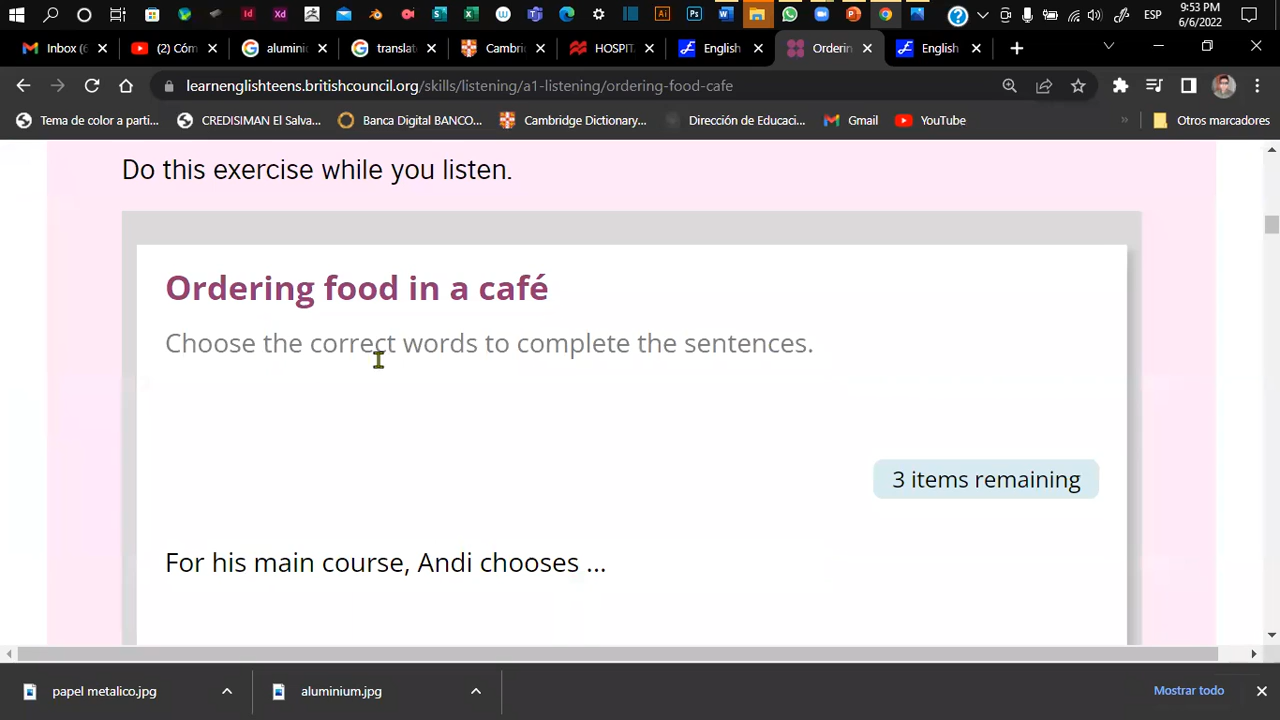 9:53 PM
ESP
6/6/2022
Inbox (6
(2) Cóm
alumini
translat
Cambri
HOSPIT
English
Orderin
English
learnenglishteens.britishcouncil.org/skills/listening/a1-listening/ordering-food-cafe
Tema de color a parti...
CREDISIMAN El Salva...
Banca Digital BANCO...
Cambridge Dictionary...
Dirección de Educaci...
Gmail
YouTube
»
Otros marcadores
Do this exercise while you listen.
Ordering food in a café
Choose the correct words to complete the sentences.
3 items remaining
For his main course, Andi chooses ...
papel metalico.jpg
aluminium.jpg
Mostrar todo